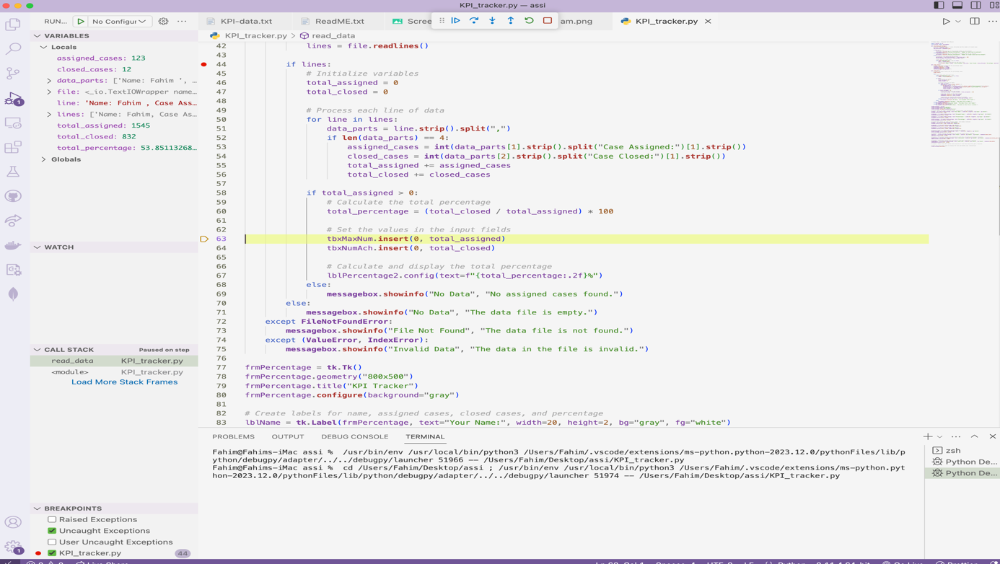 KPI_tracker.py — assi
RUN...
No Configur
KPI-data.txt
ReadME.txt
Scree
am.png
KPI_tracker.py
KPI_tracker.py > read_data
VARIABLES
Locals
assigned_cases: 123
closed_cases: 12
data_parts: ['Name: Fahim ', …
file: <_io.TextIOWrapper name…
line: 'Name: Fahim , Case Ass…
lines: ['Name: Fahim, Case As…
total_assigned: 1545
total_closed: 832
total_percentage: 53.85113268…
Globals
WATCH
CALL STACK
Paused on step
read_data KPI_tracker.py
<module> KPI_tracker.py
Load More Stack Frames
BREAKPOINTS
Raised Exceptions
Uncaught Exceptions
User Uncaught Exceptions
KPI_tracker.py 44
1
1
42 lines = file.readlines()
43
44 if lines:
45 # Initialize variables
46 total_assigned = 0
47 total_closed = 0
48
49 # Process each line of data
50 for line in lines:
51 data_parts = line.strip().split(",")
52 if len(data_parts) == 4:
53 assigned_cases = int(data_parts[1].strip().split("Case Assigned:")[1].strip())
54 closed_cases = int(data_parts[2].strip().split("Case Closed:")[1].strip())
55 total_assigned += assigned_cases
56 total_closed += closed_cases
57
58 if total_assigned > 0:
59 # Calculate the total percentage
60 total_percentage = (total_closed / total_assigned) * 100
61
62 # Set the values in the input fields
63 tbxMaxNum.insert(0, total_assigned)
64 tbxNumAch.insert(0, total_closed)
65
66 # Calculate and display the total percentage
67 lblPercentage2.config(text=f"{total_percentage:.2f}%")
68 else:
69 messagebox.showinfo("No Data", "No assigned cases found.")
70 else:
71 messagebox.showinfo("No Data", "The data file is empty.")
72 except FileNotFoundError:
73 messagebox.showinfo("File Not Found", "The data file is not found.")
74 except (ValueError, IndexError):
75 messagebox.showinfo("Invalid Data", "The data in the file is invalid.")
76
77 frmPercentage = tk.Tk()
78 frmPercentage.geometry("800x500")
79 frmPercentage.title("KPI Tracker")
80 frmPercentage.configure(background="gray")
81
82 # Create labels for name, assigned cases, closed cases, and percentage
83 lblName = tk.Label(frmPercentage, text="Your Name:", width=20, height=2, bg="gray", fg="white")
PROBLEMS OUTPUT DEBUG CONSOLE TERMINAL
Fahim@Fahims-iMac assi % /usr/bin/env /usr/local/bin/python3 /Users/Fahim/.vscode/extensions/ms-python.python-2023.12.0/pythonFiles/lib/p
ython/debugpy/adapter/../../debugpy/launcher 51966 -- /Users/Fahim/Desktop/assi/KPI_tracker.py
Fahim@Fahims-iMac assi % cd /Users/Fahim/Desktop/assi ; /usr/bin/env /usr/local/bin/python3 /Users/Fahim/.vscode/extensions/ms-python.pyt
hon-2023.12.0/pythonFiles/lib/python/debugpy/adapter/../../debugpy/launcher 51974 -- /Users/Fahim/Desktop/assi/KPI_tracker.py
zsh
Python De…
Python De…